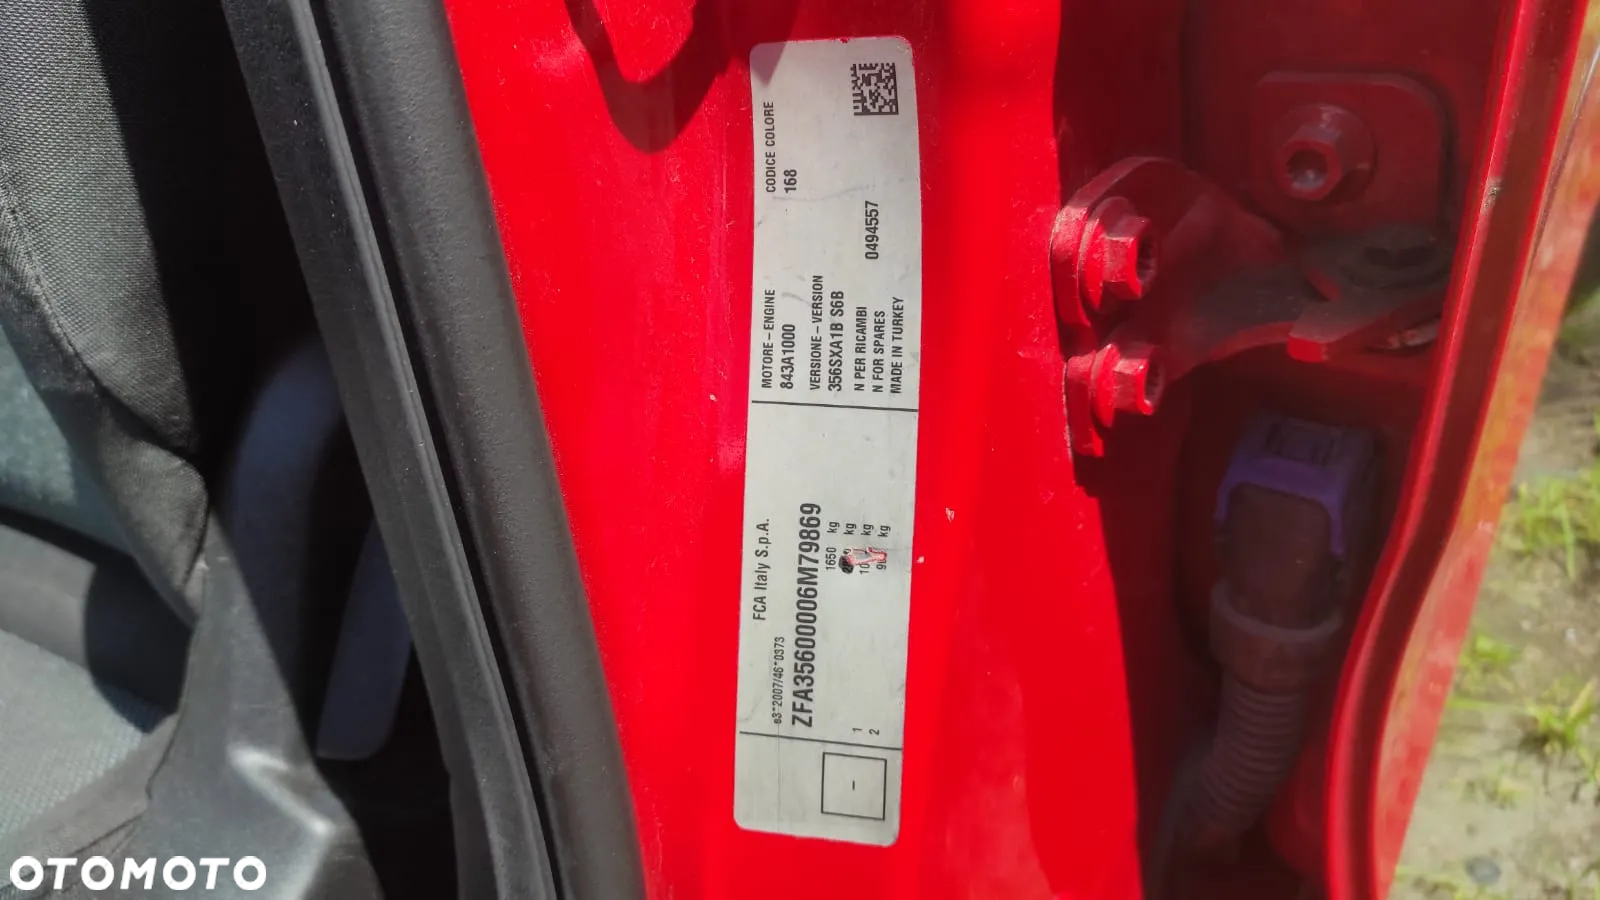 FCA Italy S.p.A.
e3*2007/46*0373
ZFA35600006M79869
1650 kg
kg
1 kg
2 kg
-
MOTORE - ENGINE
843A1000
CODICE COLORE
168
VERSIONE - VERSION
356SXA1B S6B
N PER RICAMBI
N FOR SPARES
0494557
MADE IN TURKEY
OTOMOTO